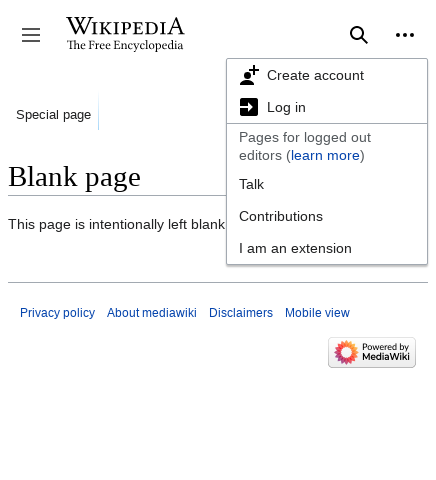 WIKIPEDIA
The Free Encyclopedia
Create account
Log in
Special page
Pages for logged out
editors (learn more)
Talk
Blank page
Contributions
This page is intentionally left blank
I am an extension
Privacy policy About mediawiki Disclaimers Mobile view
Powered by
MediaWiki